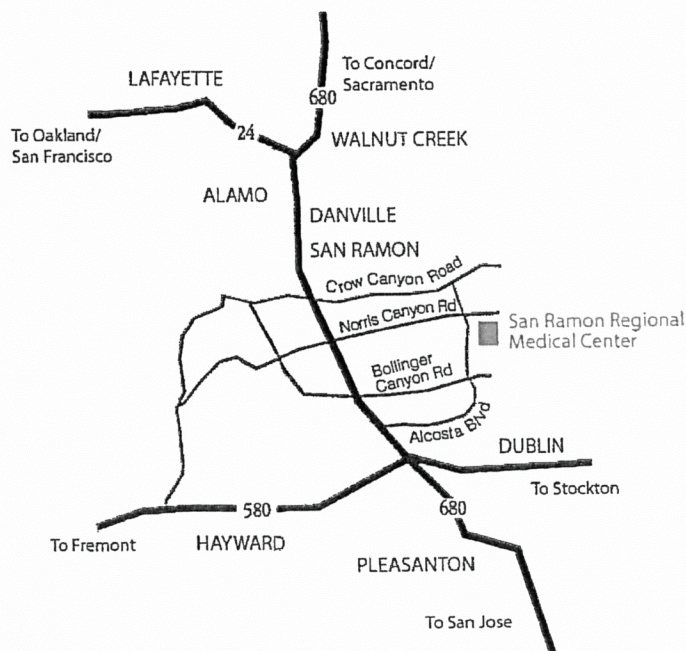 To Concord/
Sacramento
LAFAYETTE
680
To Oakland/
San Francisco
24
WALNUT CREEK
ALAMO
DANVILLE
SAN RAMON
Crow Canyon Road
Norris Canyon Rd
San Ramon Regional
Medical Center
Bollinger
Canyon Rd
Alcosta Blvd
DUBLIN
To Stockton
580
680
To Fremont
HAYWARD
PLEASANTON
To San Jose